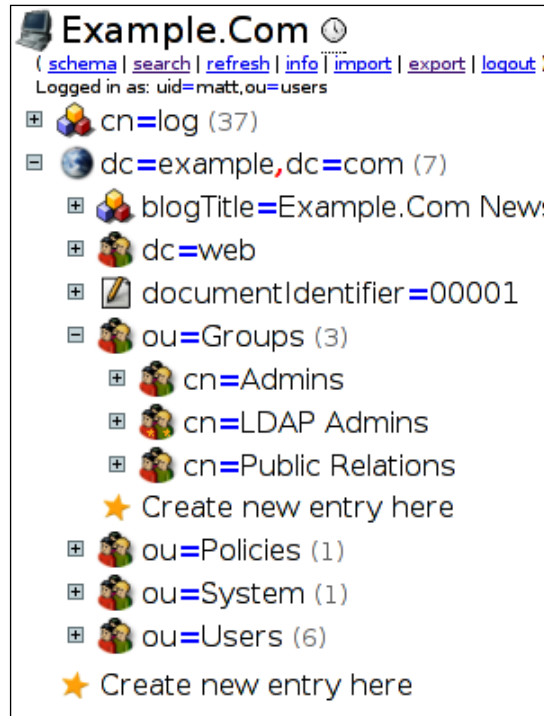 Example.Com
( schema | search | refresh | info | import | export | logout )
Logged in as: uid=matt,ou=users
cn=log (37)
dc=example,dc=com (7)
blogTitle=Example.Com News
dc=web
documentIdentifier=00001
ou=Groups (3)
cn=Admins
cn=LDAP Admins
cn=Public Relations
Create new entry here
ou=Policies (1)
ou=System (1)
ou=Users (6)
Create new entry here